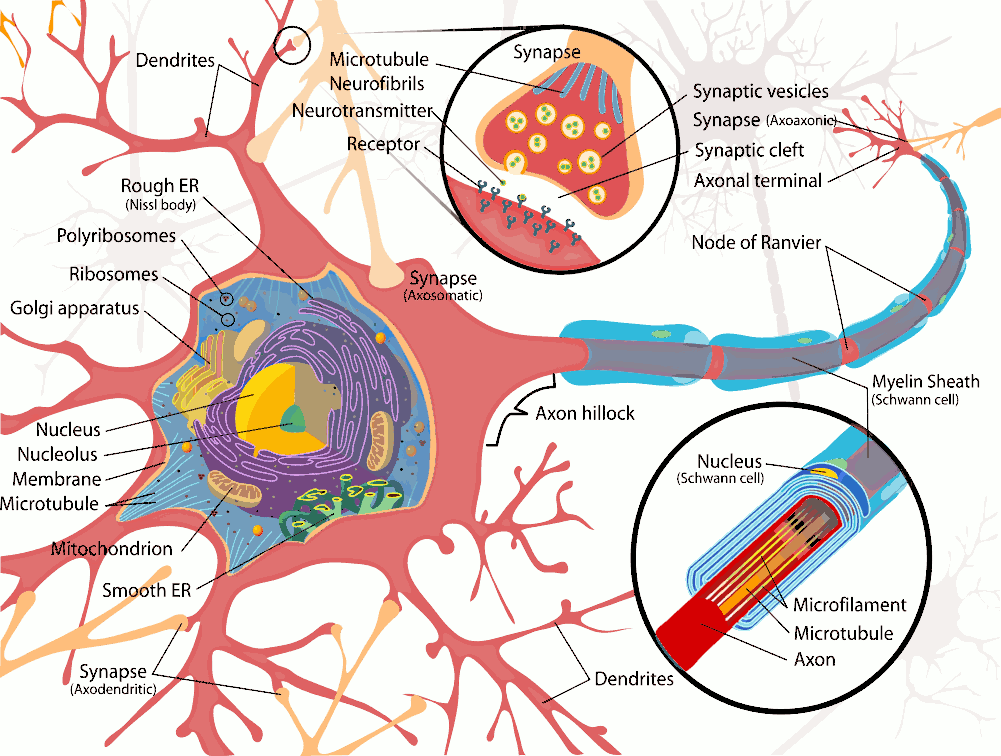 Dendrites
Microtubule
Neurofibrils
Neurotransmitter
Receptor
Synapse
Synaptic vesicles
Synapse (Axoaxonic)
Synaptic cleft
Axonal terminal
Rough ER
(Nissl body)
Polyribosomes
Ribosomes
Golgi apparatus
Synapse
(Axosomatic)
Node of Ranvier
Axon hillock
Myelin Sheath
(Schwann cell)
Nucleus
Nucleolus
Membrane
Microtubule
Mitochondrion
Smooth ER
Synapse
(Axodendritic)
Dendrites
Nucleus
(Schwann cell)
Microfilament
Microtubule
Axon